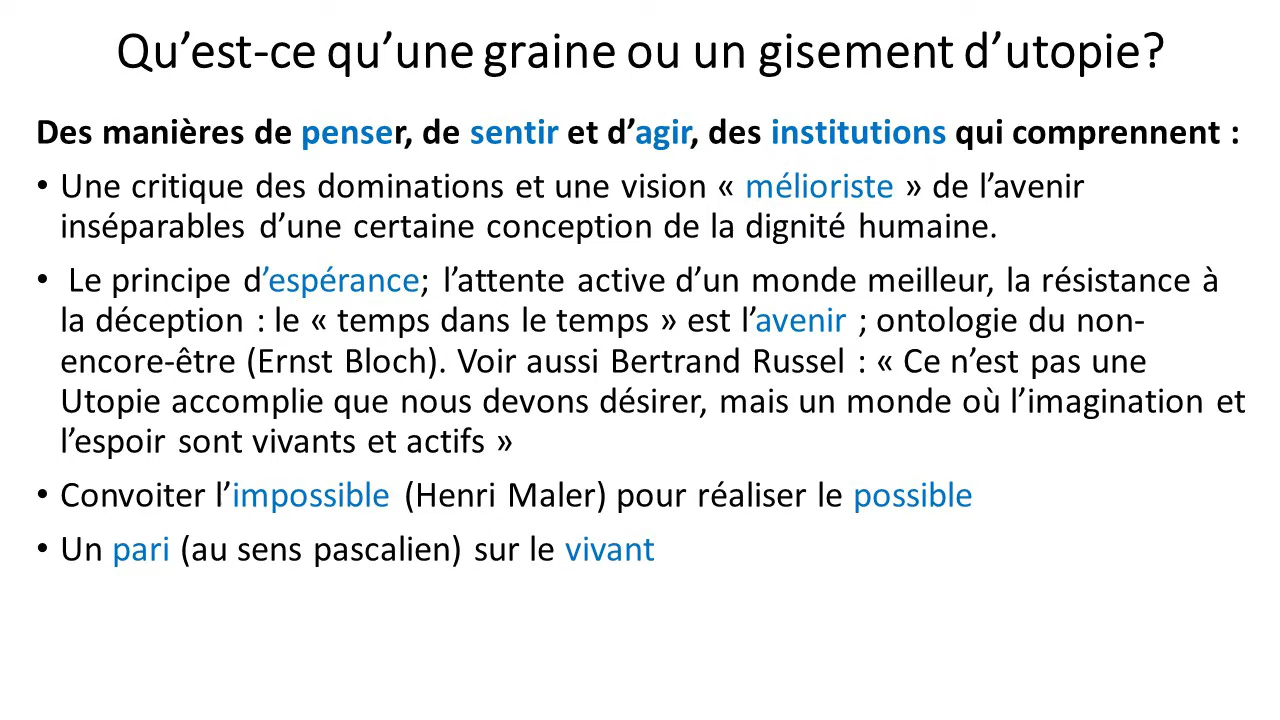 Qu’est-ce qu’une graine ou un gisement d’utopie?
Des manières de penser, de sentir et d’agir, des institutions qui comprennent :
• Une critique des dominations et une vision « mélioriste » de l’avenir
inséparables d’une certaine conception de la dignité humaine.
• Le principe d’espérance; l’attente active d’un monde meilleur, la résistance à
la déception : le « temps dans le temps » est l’avenir ; ontologie du non-
encore-être (Ernst Bloch). Voir aussi Bertrand Russel : « Ce n’est pas une
Utopie accomplie que nous devons désirer, mais un monde où l’imagination et
l’espoir sont vivants et actifs »
• Convoiter l’impossible (Henri Maler) pour réaliser le possible
• Un pari (au sens pascalien) sur le vivant